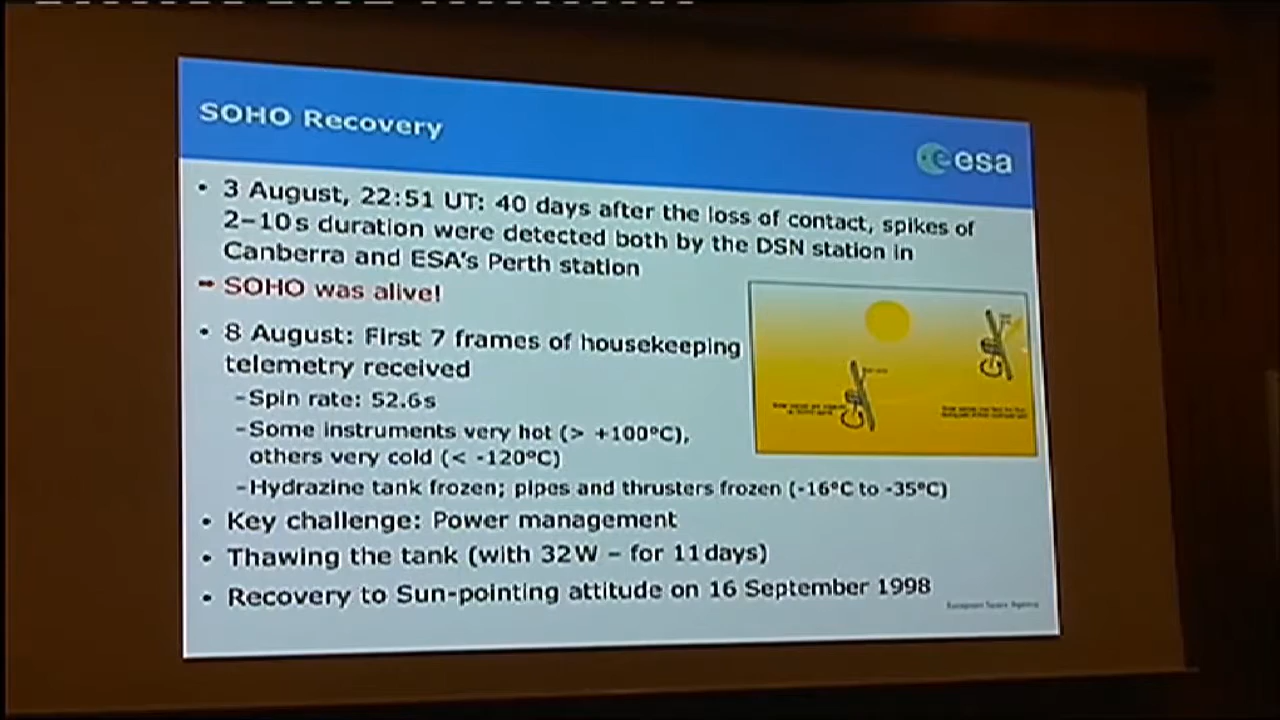 SOHO Recovery
esa
• 3 August, 22:51 UT: 40 days after the loss of contact, spikes of
2–10s duration were detected both by the DSN station in
Canberra and ESA's Perth station
– SOHO was alive!
• 8 August: First 7 frames of housekeeping
telemetry received
–Spin rate: 52.6s
–Some instruments very hot (> +100°C),
others very cold (< -120°C)
–Hydrazine tank frozen; pipes and thrusters frozen (-16°C to -35°C)
• Key challenge: Power management
• Thawing the tank (with 32W – for 11days)
• Recovery to Sun-pointing attitude on 16 September 1998
European Space Agency